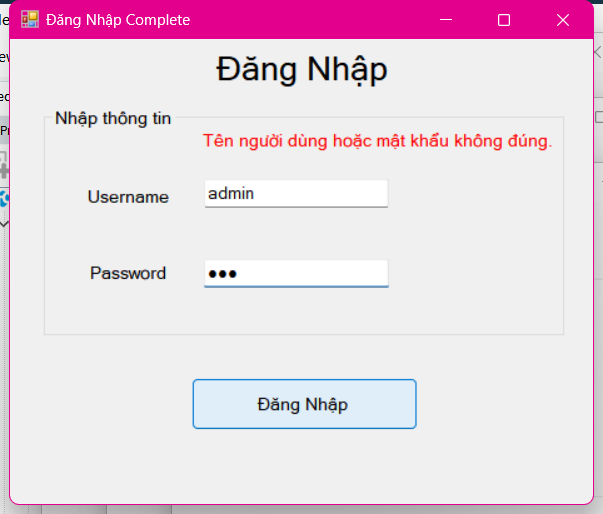 Đăng Nhập Complete
Đăng Nhập
Nhập thông tin
Tên người dùng hoặc mật khẩu không đúng.
Username
admin
Password
●●●
Đăng Nhập